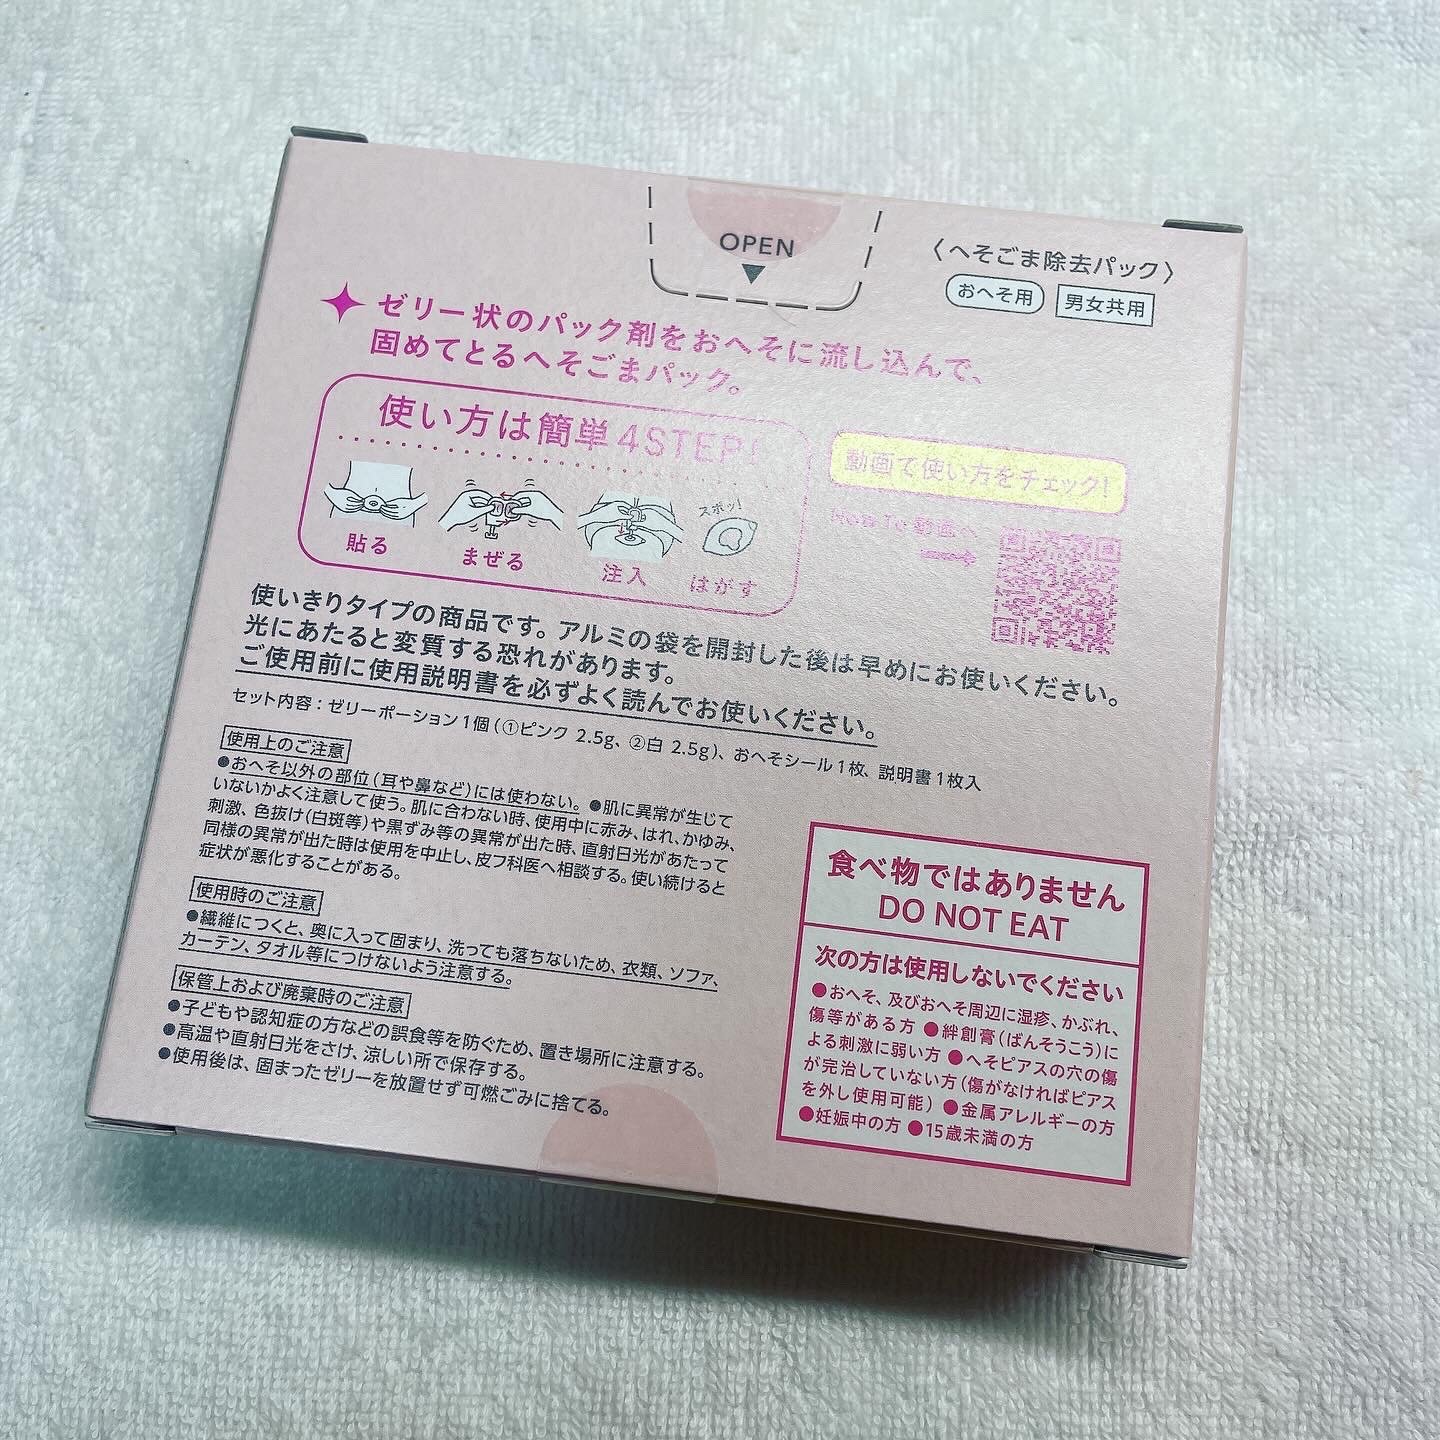 OPEN
〈へそごま除去パック〉
おへそ用 男女共用
ゼリー状のパック剤をおへそに流し込んで、
固めてとるへそごまパック。
使い方は簡単4STEP!
貼る
まぜる
注入
スポッ!
はがす
動画で使い方をチェック!
How To 動画へ
使いきりタイプの商品です。アルミの袋を開封した後は早めにお使いください。
光にあたると変質する恐れがあります。
ご使用前に使用説明書を必ずよく読んでお使いください。
セット内容：ゼリーポーション1個（①ピンク 2.5g、②白 2.5g）、おへそシール1枚、説明書1枚入
使用上のご注意
●おへそ以外の部位（耳や鼻など）には使わない。●肌に異常が生じて
いないかよく注意して使う。肌に合わない時、使用中に赤み、はれ、かゆみ、
刺激、色抜け(白斑等)や黒ずみ等の異常が出た時、直射日光があたって
同様の異常が出た時は使用を中止し、皮フ科医へ相談する。使い続けると
症状が悪化することがある。
使用時のご注意
●繊維につくと、奥に入って固まり、洗っても落ちないため、衣類、ソファ、
カーテン、タオル等につけないよう注意する。
保管上および廃棄時のご注意
●子どもや認知症の方などの誤食等を防ぐため、置き場所に注意する。
●高温や直射日光をさけ、涼しい所で保存する。
●使用後は、固まったゼリーを放置せず可燃ごみに捨てる。
食べ物ではありません
DO NOT EAT
次の方は使用しないでください
●おへそ、及びおへそ周辺に湿疹、かぶれ、
傷等がある方 ●絆創膏（ばんそうこう）に
よる刺激に弱い方 ●へそピアスの穴の傷
が完治していない方（傷がなければピアス
を外し使用可能） ●金属アレルギーの方
●妊娠中の方 ●15歳未満の方